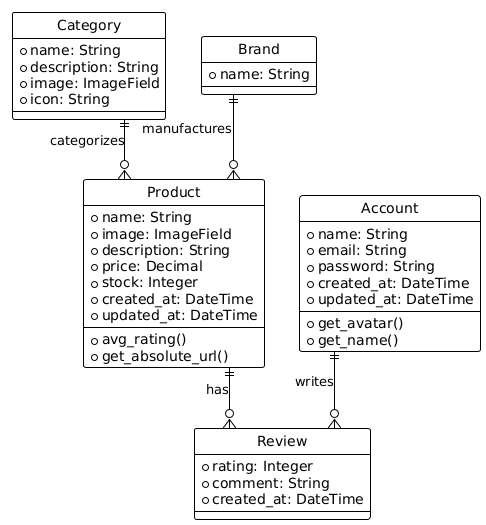 Category
name: String
description: String
image: ImageField
icon: String
Brand
name: String
categorizes
manufactures
Product
name: String
image: ImageField
description: String
price: Decimal
stock: Integer
created_at: DateTime
updated_at: DateTime
avg_rating()
get_absolute_url()
Account
name: String
email: String
password: String
created_at: DateTime
updated_at: DateTime
get_avatar()
get_name()
has
writes
Review
rating: Integer
comment: String
created_at: DateTime